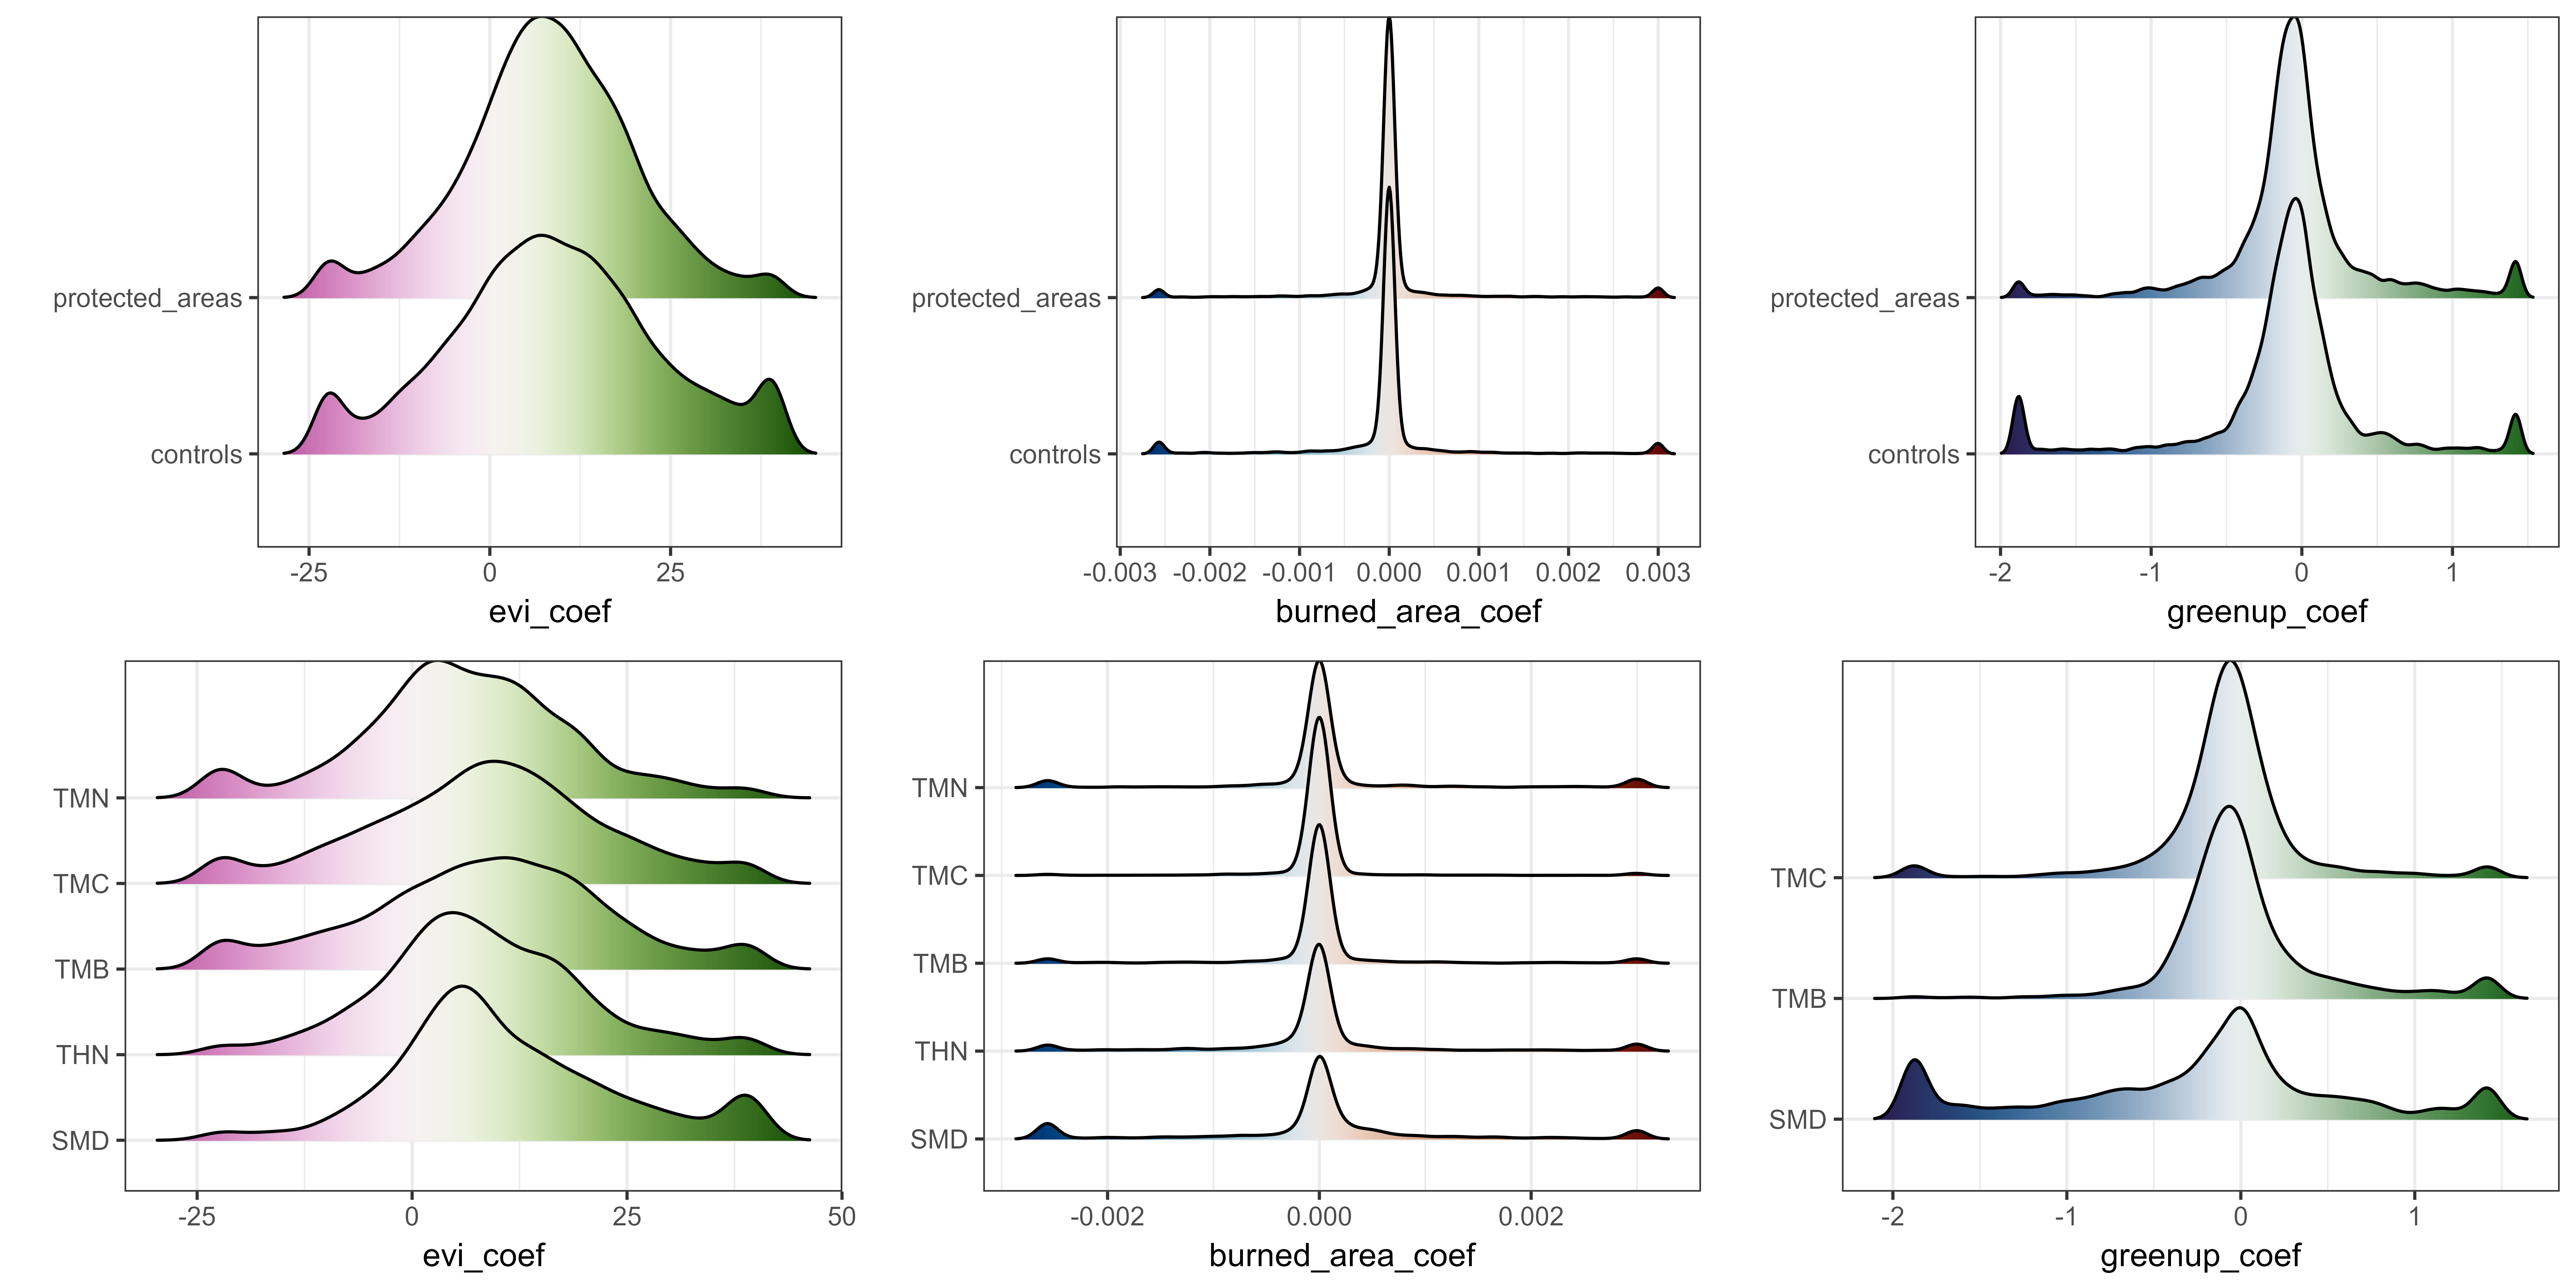 protected_areas
controls
-25 0 25
evi_coef
protected_areas
controls
-0.003 -0.002 -0.001 0.000 0.001 0.002 0.003
burned_area_coef
protected_areas
controls
-2 -1 0 1
greenup_coef
TMN
TMC
TMB
THN
SMD
-25 0 25 50
evi_coef
TMN
TMC
TMB
THN
SMD
-0.002 0.000 0.002
burned_area_coef
TMC
TMB
SMD
-2 -1 0 1
greenup_coef